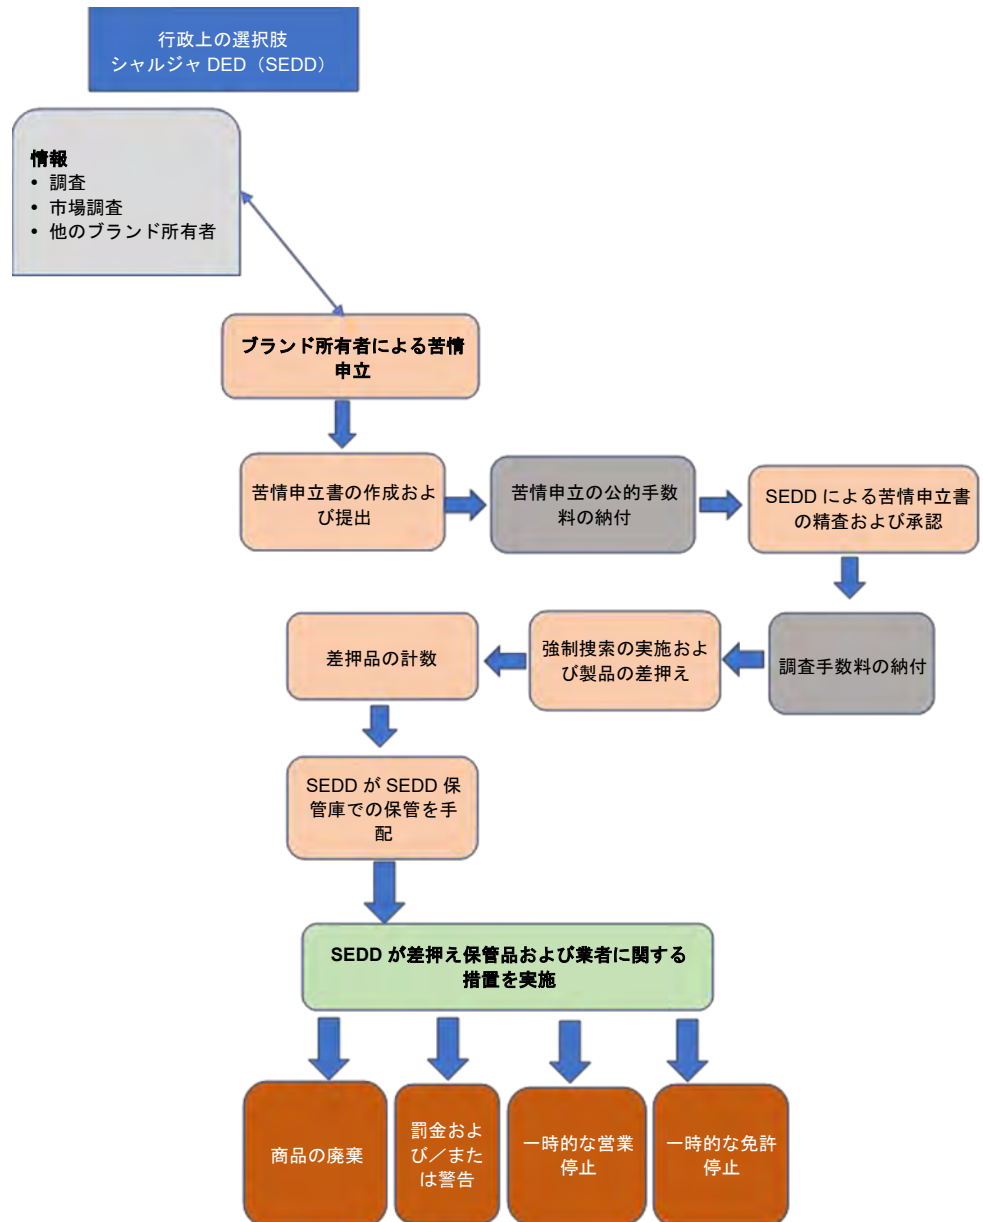 行政上の選択肢
シャルジャ DED（SEDD）
情報
• 調査
• 市場調査
• 他のブランド所有者
ブランド所有者による苦情
申立
苦情申立書の作成およ
び提出
苦情申立の公的手数
料の納付
SEDD による苦情申立書
の精査および承認
差押品の計数
強制捜索の実施およ
び製品の差押え
調査手数料の納付
SEDD が SEDD 保
管庫での保管を手
配
SEDD が差押え保管品および業者に関する
措置を実施
商品の廃棄
罰金およ
び／また
は警告
一時的な営業
停止
一時的な免許
停止